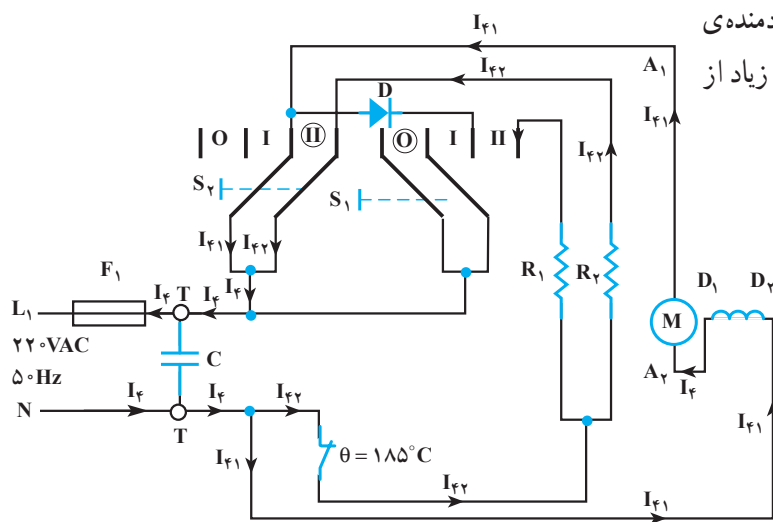 دمنده‌ی
زیاد از
I۴۱
A۱
I۴۲
D
O I II O I II
I۴۱
I۴۲
S۲
S۱
I۴۱ I۴۲
R۱ R۲
D۱ D۲
F۱
I۴ T I۴ I۴
L۱
M
۲۲۰VAC
۵۰Hz
C
A۲
I۴
N I۴ I۴ I۴۲
T
I۴۱
I۴۱
θ = ۱۸۵°C
I۴۲
I۴۱